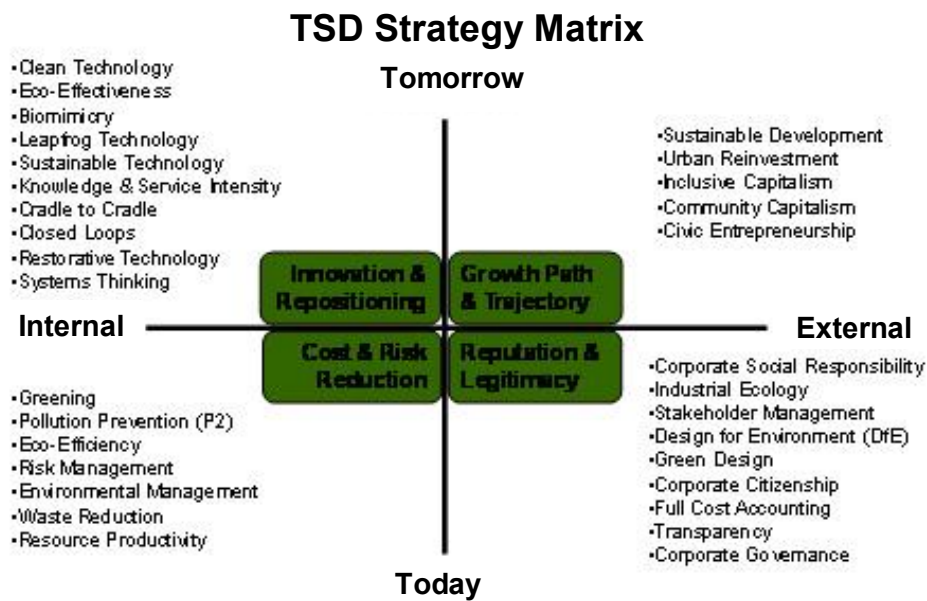 TSD Strategy Matrix
Tomorrow
•Clean Technology
•Eco-Effectiveness
•Biomimicry
•Leapfrog Technology
•Sustainable Technology
•Knowledge & Service Intensity
•Cradle to Cradle
•Closed Loops
•Restorative Technology
•Systems Thinking
•Sustainable Development
•Urban Reinvestment
•Inclusive Capitalism
•Community Capitalism
•Civic Entrepreneurship
Innovation &
Repositioning
Growth Path
& Trajectory
Internal
External
Cost & Risk
Reduction
Reputation &
Legitimacy
•Greening
•Pollution Prevention (P2)
•Eco-Efficiency
•Risk Management
•Environmental Management
•Waste Reduction
•Resource Productivity
•Corporate Social Responsibility
•Industrial Ecology
•Stakeholder Management
•Design for Environment (DfE)
•Green Design
•Corporate Citizenship
•Full Cost Accounting
•Transparency
•Corporate Governance
Today